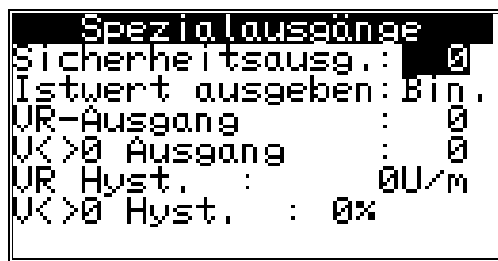 Spezialausgänge
Sicherheitsausg.: 0
Istwert ausgeben:Bin.
VR-Ausgang : 0
V<>0 Ausgang : 0
VR Hyst. : 0U/m
V<>0 Hyst. : 0%